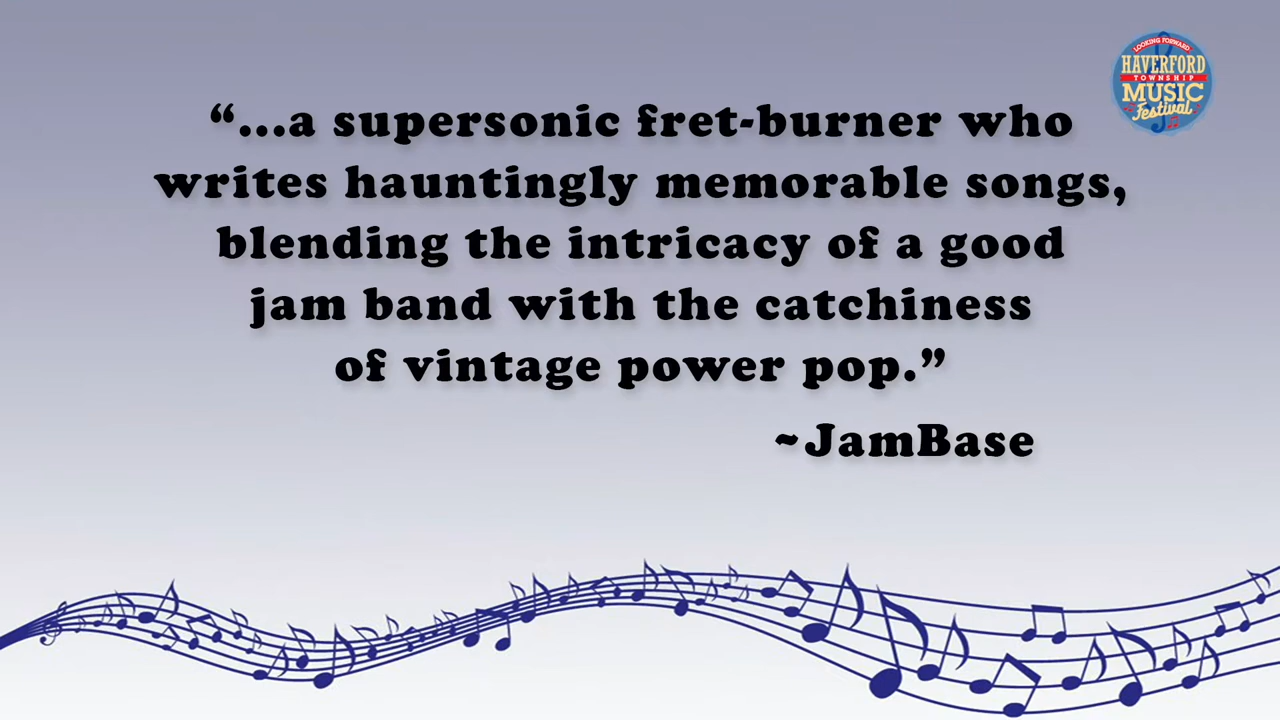 LOOKING FORWARD
HAVERFORD
TOWNSHIP
MUSIC
Festival
“...a supersonic fret-burner who
writes hauntingly memorable songs,
blending the intricacy of a good
jam band with the catchiness
of vintage power pop.”
~JamBase